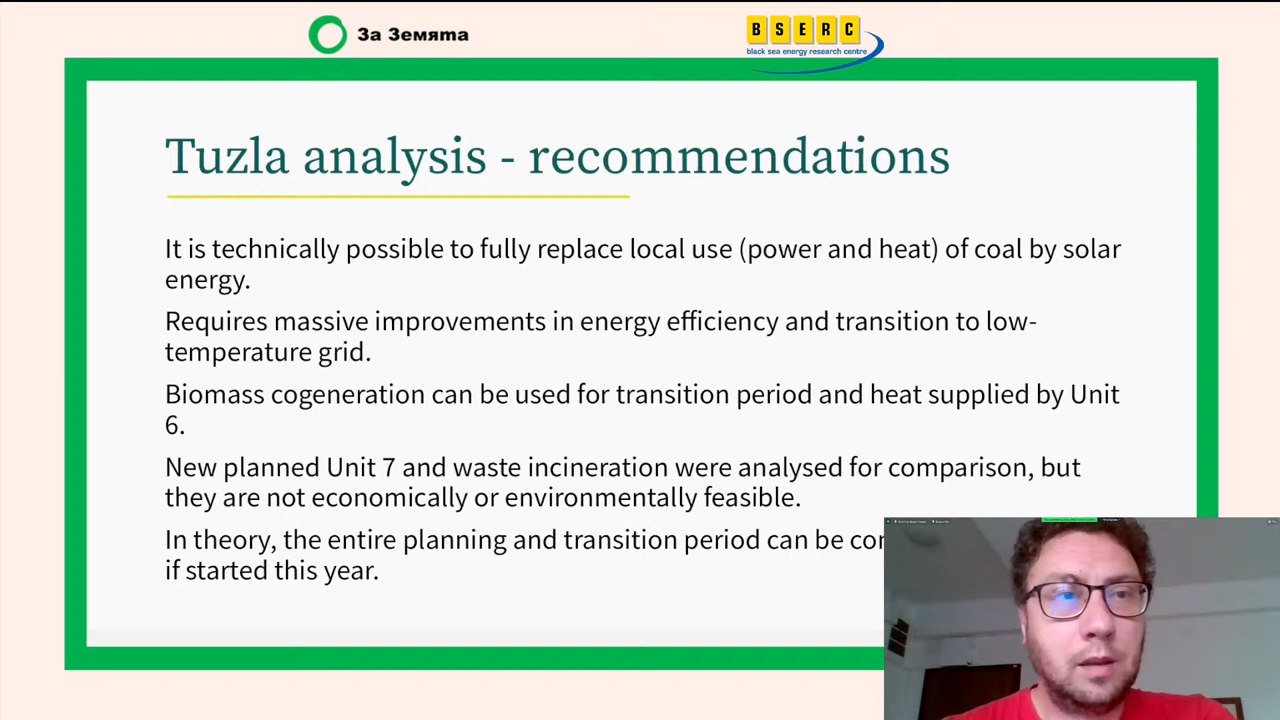 За Земята
BSERC
black sea energy research centre
Tuzla analysis - recommendations
It is technically possible to fully replace local use (power and heat) of coal by solar
energy.
Requires massive improvements in energy efficiency and transition to low-
temperature grid.
Biomass cogeneration can be used for transition period and heat supplied by Unit
6.
New planned Unit 7 and waste incineration were analysed for comparison, but
they are not economically or environmentally feasible.
In theory, the entire planning and transition period can be
if started this year.